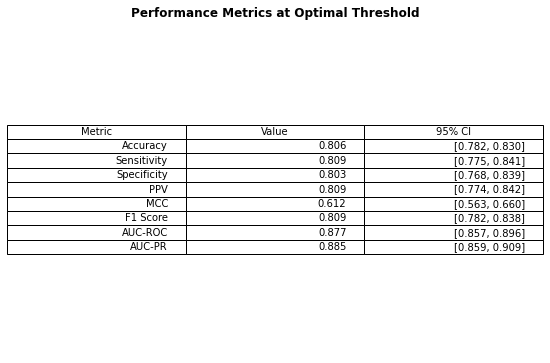 Performance Metrics at Optimal Threshold
Metric Value 95% CI
Accuracy 0.806 [0.782, 0.830]
Sensitivity 0.809 [0.775, 0.841]
Specificity 0.803 [0.768, 0.839]
PPV 0.809 [0.774, 0.842]
MCC 0.612 [0.563, 0.660]
F1 Score 0.809 [0.782, 0.838]
AUC-ROC 0.877 [0.857, 0.896]
AUC-PR 0.885 [0.859, 0.909]